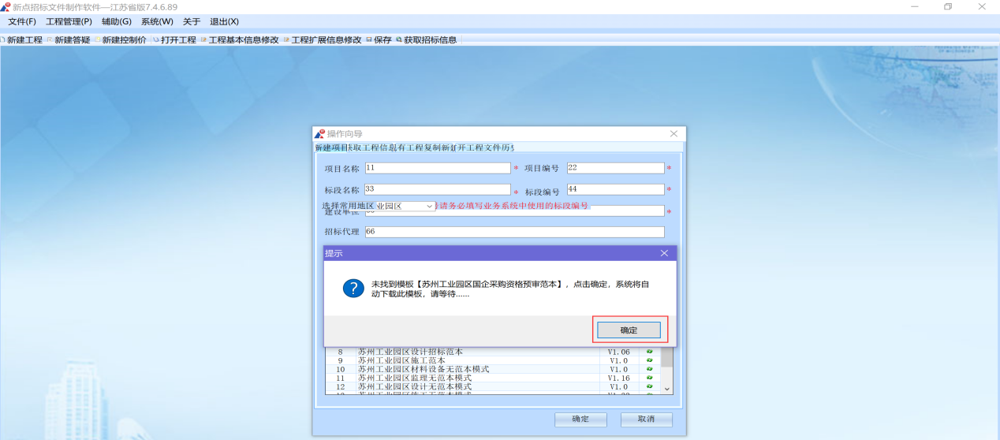 新点招标文件制作软件—江苏省版7.4.6.89
文件(F) 工程管理(P) 辅助(G) 系统(W) 关于 退出(X)
新建工程 新建答疑 新建控制价 打开工程 工程基本信息修改 工程扩展信息修改 保存 获取招标信息
操作向导
新建项目 取工程信息 有工程复制新 开工程文件历
项目名称 11 * 项目编号 22 *
标段名称 33 * 标段编号 44 *
选择常用地区 业园区 请务必填写业务系统中使用的标段编号
建设单位 *
招标代理 66
提示
未找到模板【苏州工业园区国企采购资格预审范本】，点击确定，系统将自
动下载此模板，请等待......
确定
8 苏州工业园区设计招标范本 V1.06
9 苏州工业园区施工范本 V1.0
10 苏州工业园区材料设备无范本模式 V1.0
11 苏州工业园区监理无范本模式 V1.16
12 苏州工业园区设计无范本模式 V1.0
确定 取消